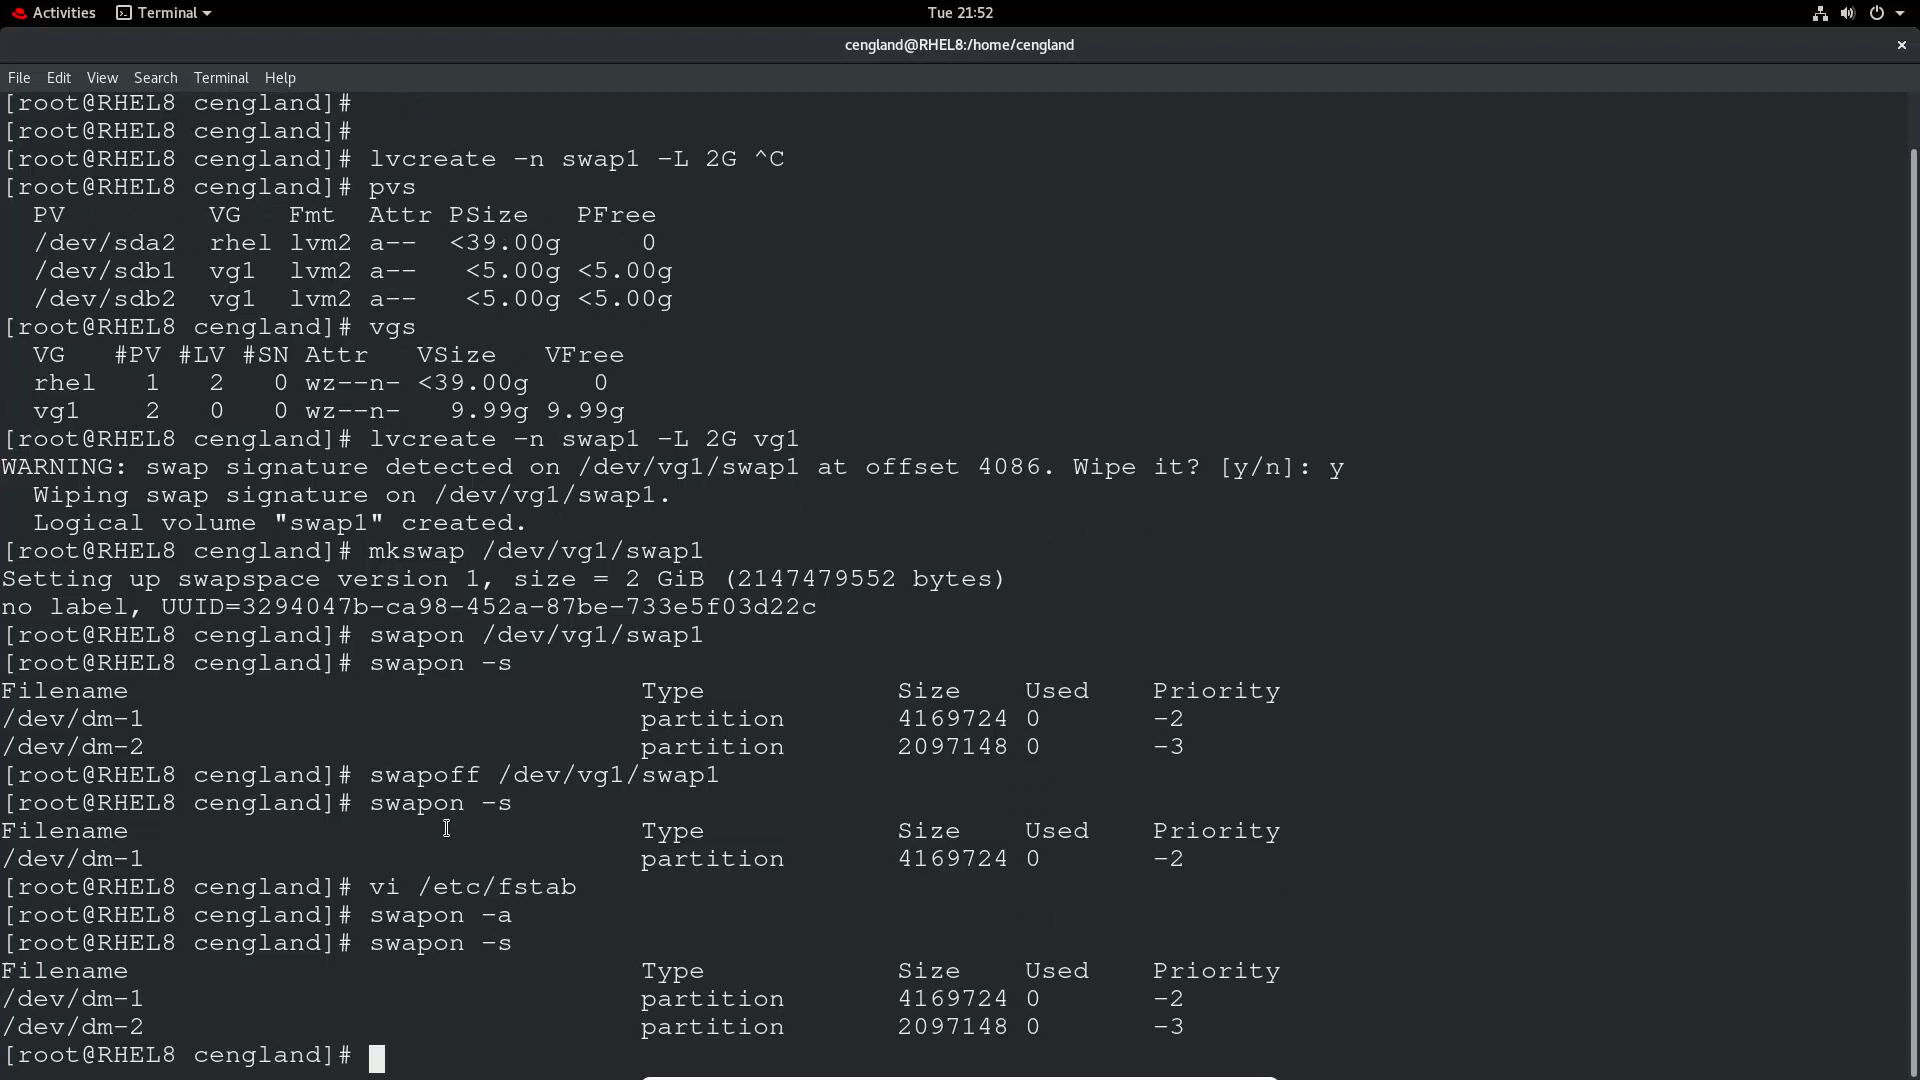 Activities Terminal Tue 21:52
cengland@RHEL8:/home/cengland ×
File Edit View Search Terminal Help
[root@RHEL8 cengland]#
[root@RHEL8 cengland]#
[root@RHEL8 cengland]# lvcreate -n swap1 -L 2G ^C
[root@RHEL8 cengland]# pvs
  PV         VG   Fmt  Attr PSize   PFree
  /dev/sda2  rhel lvm2 a--  <39.00g     0
  /dev/sdb1  vg1  lvm2 a--   <5.00g <5.00g
  /dev/sdb2  vg1  lvm2 a--   <5.00g <5.00g
[root@RHEL8 cengland]# vgs
  VG   #PV #LV #SN Attr   VSize   VFree
  rhel   1   2   0 wz--n- <39.00g    0
  vg1    2   0   0 wz--n-   9.99g 9.99g
[root@RHEL8 cengland]# lvcreate -n swap1 -L 2G vg1
WARNING: swap signature detected on /dev/vg1/swap1 at offset 4086. Wipe it? [y/n]: y
  Wiping swap signature on /dev/vg1/swap1.
  Logical volume "swap1" created.
[root@RHEL8 cengland]# mkswap /dev/vg1/swap1
Setting up swapspace version 1, size = 2 GiB (2147479552 bytes)
no label, UUID=3294047b-ca98-452a-87be-733e5f03d22c
[root@RHEL8 cengland]# swapon /dev/vg1/swap1
[root@RHEL8 cengland]# swapon -s
Filename                                Type            Size    Used    Priority
/dev/dm-1                               partition       4169724 0       -2
/dev/dm-2                               partition       2097148 0       -3
[root@RHEL8 cengland]# swapoff /dev/vg1/swap1
[root@RHEL8 cengland]# swapon -s
Filename                                Type            Size    Used    Priority
/dev/dm-1                               partition       4169724 0       -2
[root@RHEL8 cengland]# vi /etc/fstab
[root@RHEL8 cengland]# swapon -a
[root@RHEL8 cengland]# swapon -s
Filename                                Type            Size    Used    Priority
/dev/dm-1                               partition       4169724 0       -2
/dev/dm-2                               partition       2097148 0       -3
[root@RHEL8 cengland]#